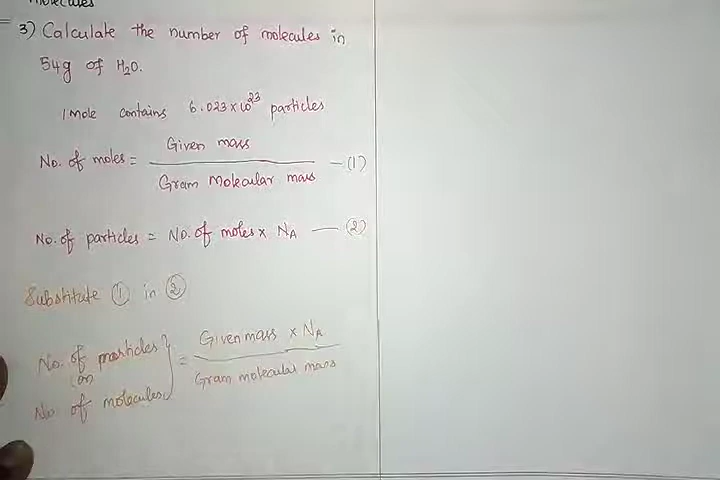 molecules
3) Calculate the number of molecules in
54g of H₂O.
1 mole contains 6.023 x 10²³ particles
No. of moles = Given mass / Gram Molecular mass — (1)
No. of particles = No. of moles x NA — ②
Substitute ① in ②
No. of particles (or) No. of molecules } = Given mass x NA / Gram molecular mass